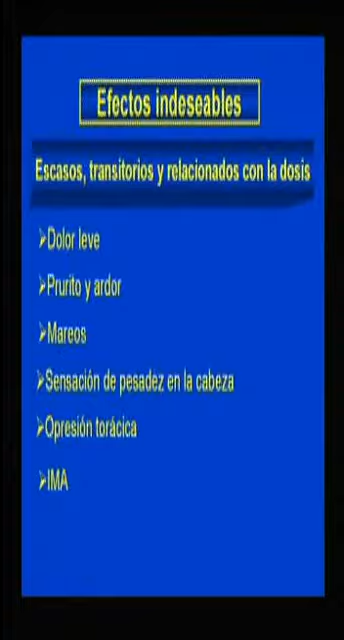 Efectos indeseables
Escasos, transitorios y relacionados con la dosis
➢Dolor leve
➢Prurito y ardor
➢Mareos
➢Sensación de pesadez en la cabeza
➢Opresión torácica
➢IMA